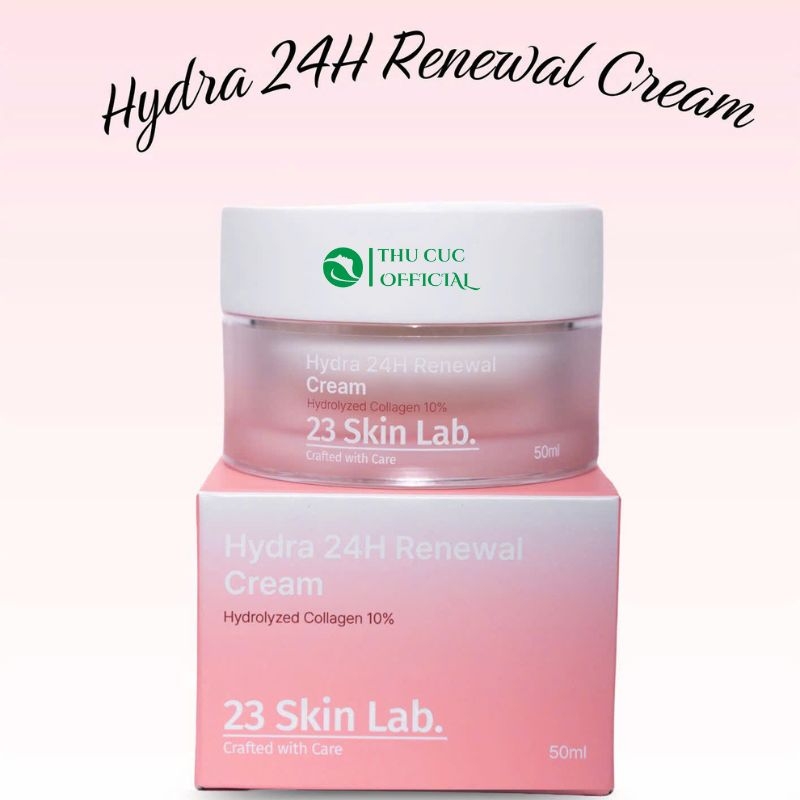 Hydra 24H Renewal Cream
THU CUC
OFFICIAL
Hydra 24H Renewal
Cream
Hydrolyzed Collagen 10%
23 Skin Lab.
Crafted with Care
50ml
Hydra 24H Renewal
Cream
Hydrolyzed Collagen 10%
23 Skin Lab.
Crafted with Care
50ml